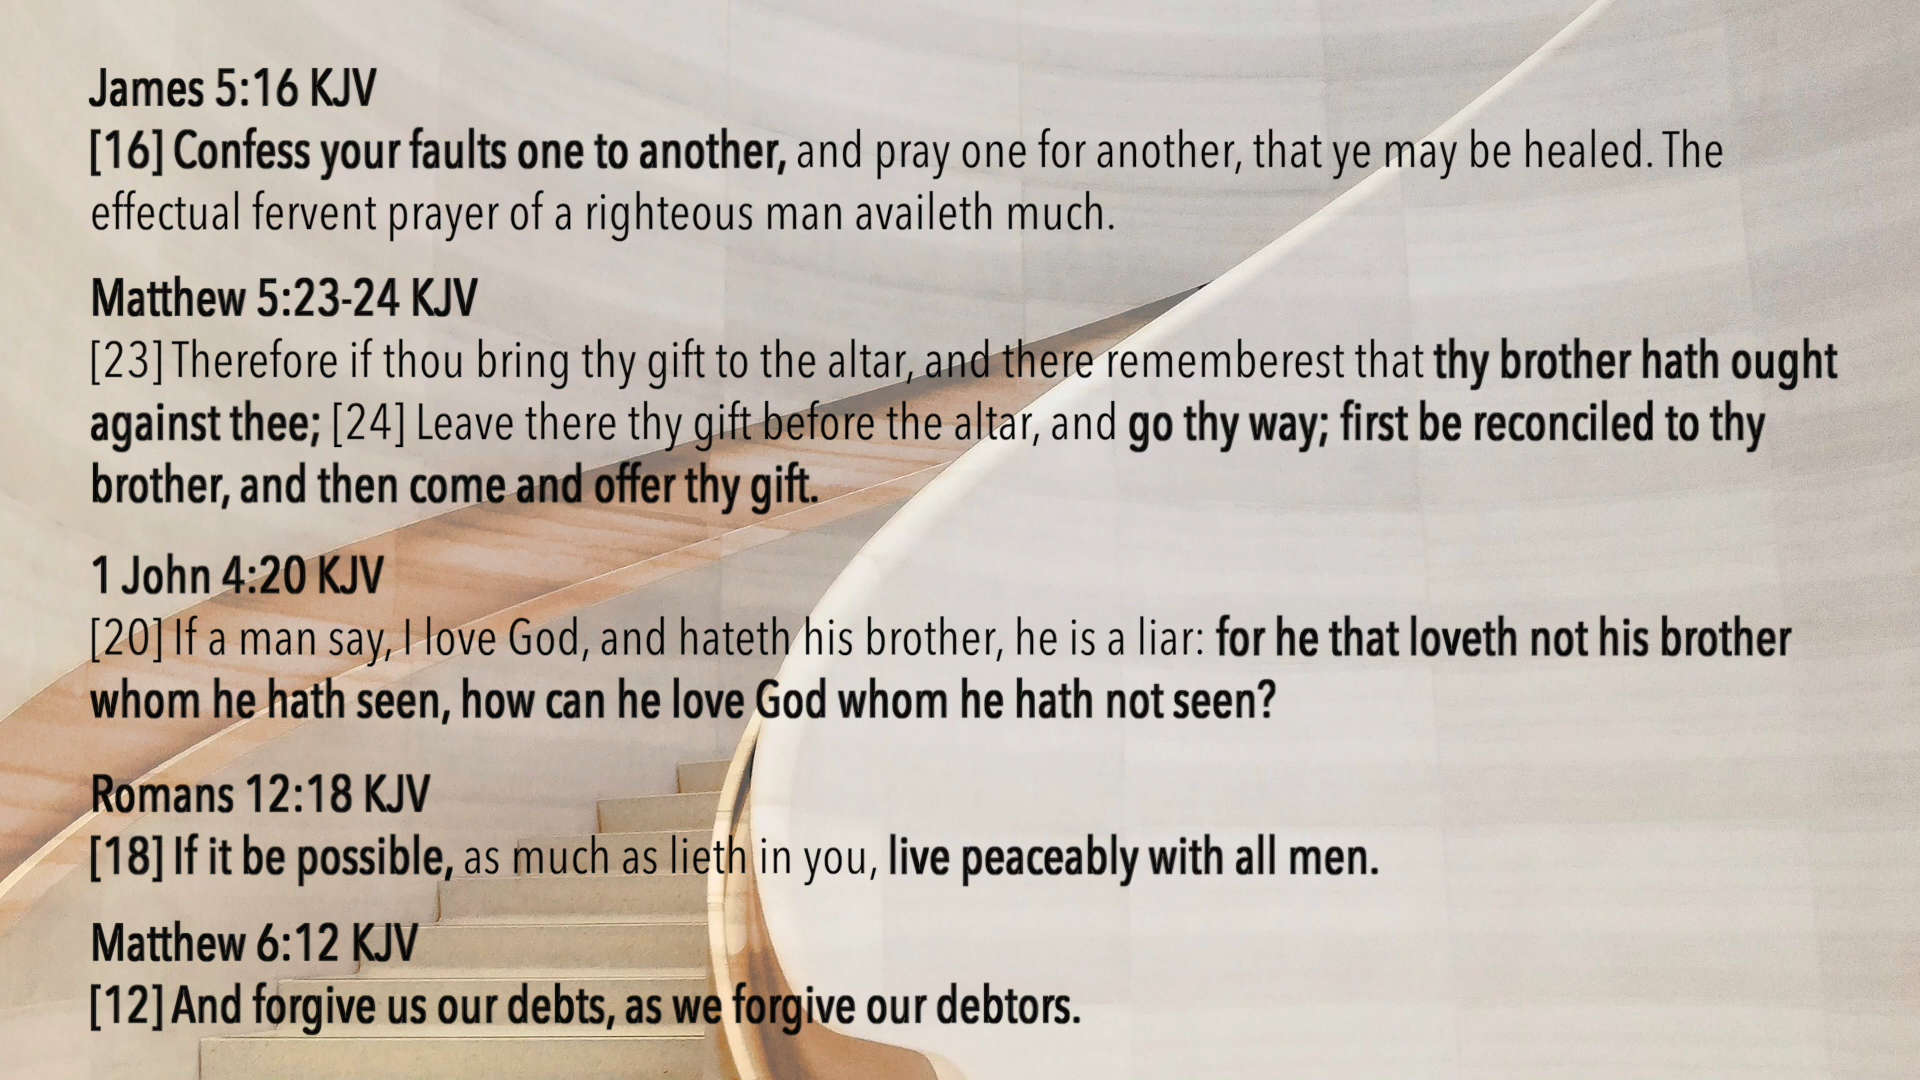 James 5:16 KJV
[16] Confess your faults one to another, and pray one for another, that ye may be healed. The
effectual fervent prayer of a righteous man availeth much.
Matthew 5:23-24 KJV
[23] Therefore if thou bring thy gift to the altar, and there rememberest that thy brother hath ought
against thee; [24] Leave there thy gift before the altar, and go thy way; first be reconciled to thy
brother, and then come and offer thy gift.
1 John 4:20 KJV
[20] If a man say, I love God, and hateth his brother, he is a liar: for he that loveth not his brother
whom he hath seen, how can he love God whom he hath not seen?
Romans 12:18 KJV
[18] If it be possible, as much as lieth in you, live peaceably with all men.
Matthew 6:12 KJV
[12] And forgive us our debts, as we forgive our debtors.